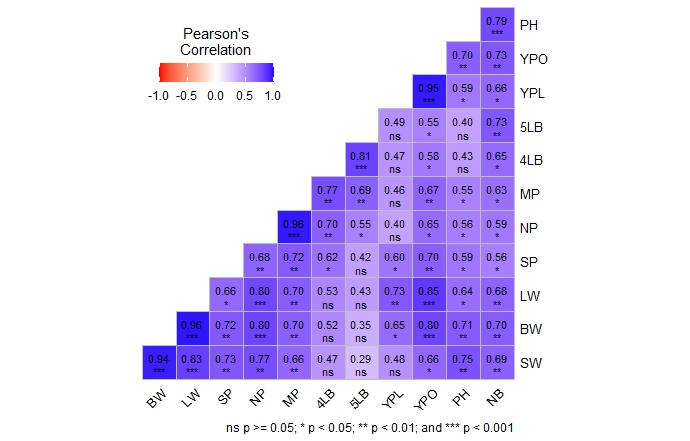 0.79 PH
***
Pearson's
Correlation
0.70 0.73 YPO
** **
0.95 0.59 0.66 YPL
*** * *
-1.0 -0.5 0.0 0.5 1.0
0.49 0.55 0.40 0.73 5LB
ns * ns **
0.81 0.47 0.58 0.43 0.65 4LB
*** ns * ns *
0.77 0.69 0.46 0.67 0.55 0.63 MP
** ** ns ** * *
0.96 0.70 0.55 0.40 0.65 0.56 0.59 NP
*** ** * ns * * *
0.68 0.72 0.62 0.42 0.60 0.70 0.59 0.56 SP
** ** * ns * ** * *
0.66 0.80 0.70 0.53 0.43 0.73 0.85 0.64 0.68 LW
* *** ** ns ns ** *** * **
0.96 0.72 0.80 0.70 0.52 0.35 0.65 0.80 0.71 0.70 BW
*** ** *** ** ns ns * *** ** **
0.94 0.83 0.73 0.77 0.66 0.47 0.29 0.48 0.66 0.75 0.69 SW
*** *** ** ** ** ns ns ns * ** **
BW LW SP NP MP 4LB 5LB YPL YPO PH NB
ns p >= 0.05; * p < 0.05; ** p < 0.01; and *** p < 0.001